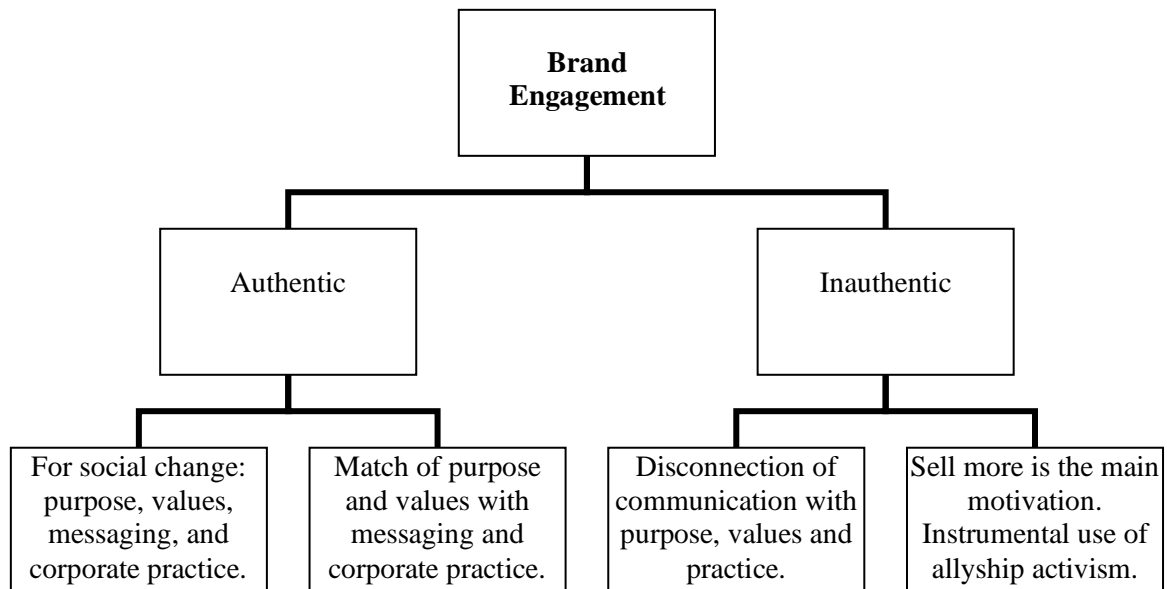 Brand
Engagement
Authentic
Inauthentic
For social change:
purpose, values,
messaging, and
corporate practice.
Match of purpose
and values with
messaging and
corporate practice.
Disconnection of
communication with
purpose, values and
practice.
Sell more is the main
motivation.
Instrumental use of
allyship activism.